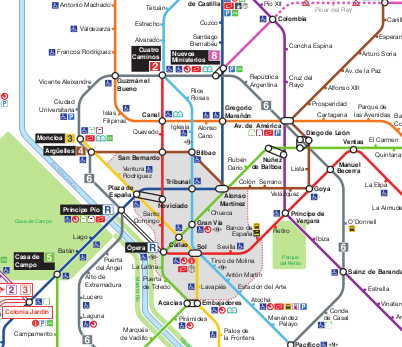 Antonio Machado
Tetuán
de Castilla
Pío XII
Pinar del Rey
Valdezarza
Estrecho
Cuzco
Colombia
Alvarado
Santiago
Bernabéu
Francos Rodríguez
Cuatro
Caminos
2
Nuevos
Ministerios
8
Concha Espina
Arturo Soria
Av. de la Paz
Vicente Aleixandre
Guzmán el
Bueno
República
Argentina
Cruz del
Rayo
Alfonso XIII
Ríos
Rosas
Prosperidad
Ciudad
Universitaria
6
Cartagena
Parque de
las Avenidas
Islas
Filipinas
Canal
Gregorio
Marañón
Av. de América
Quevedo
Iglesia
Alonso
Cano
Diego de León
El Carmen
Moncloa 3
Argüelles 4
San Bernardo
Bilbao
Rubén
Darío
Núñez
de Balboa
Ventas
Quintana
Ventura
Rodríguez
Lista
Manuel
Becerra
6
Tribunal
Colón
Serrano
Velázquez
Goya
La Elipa
Plaza de
España
Noviciado
Alonso
Martínez
La Almudena
Príncipe Pío R
Santo
Domingo
Chueca
Príncipe de
Vergara
Casa de Campo
Gran Vía
Banco de
España
Retiro
O'Donnell
Lago
Ópera R
Callao
Sol
Sevilla
Ibiza
6
Casa de
Campo
5
Batán
Puerta
del Ángel
La Latina
Tirso de Molina
Parque
del Retiro
Puerta
de Toledo
Antón Martín
Sainz de Baranda
2 3
Alto de
Extremadura
Lavapiés
Estación del Arte
Estrella
Colonia Jardín
Lucero
Acacias
Embajadores
Atocha
Vinateros
Campamento
Laguna
Pirámides
Menéndez
Pelayo
Conde
de Casal
Marqués
de Vadillo
Palos de
la Frontera
6
Pacífico